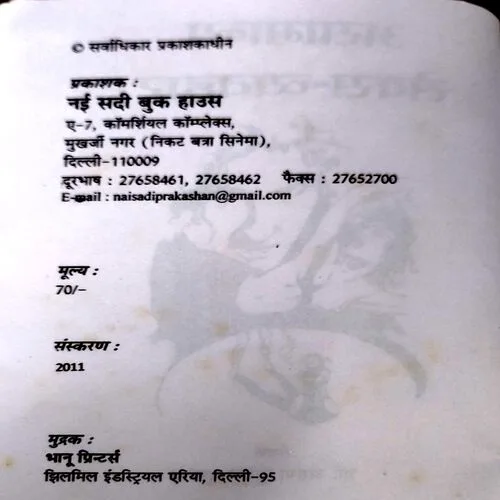 © सर्वाधिकार प्रकाशकाधीन
प्रकाशक :
नई सदी बुक हाउस
ए-7, कॉमर्शियल कॉम्प्लेक्स,
मुखर्जी नगर (निकट बत्रा सिनेमा),
दिल्ली-110009
दूरभाष : 27658461, 27658462 फैक्स : 27652700
E-mail : naisadiprakashan@gmail.com
मूल्य :
70/-
संस्करण :
2011
मुद्रक :
भानू प्रिन्टर्स
झिलमिल इंडस्ट्रियल एरिया, दिल्ली-95